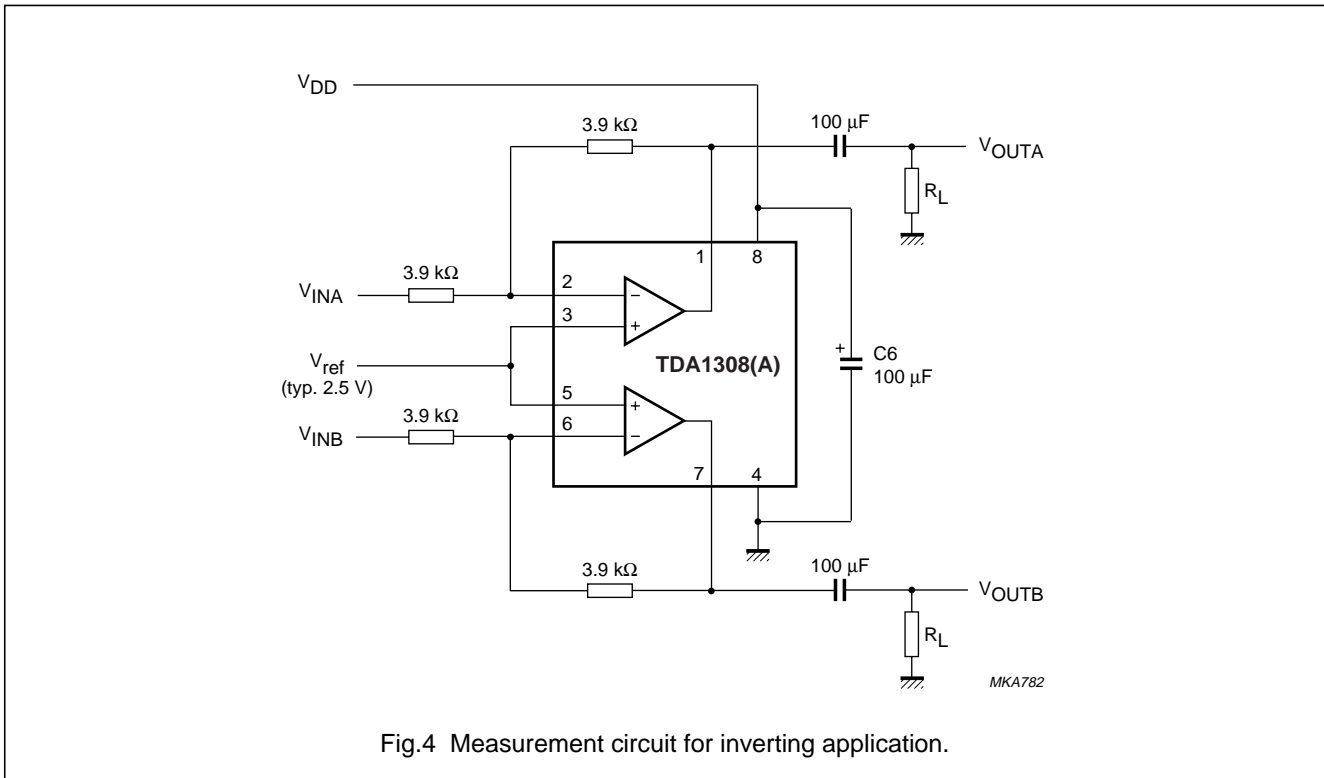 V_DD
3.9 kΩ
100 μF
V_OUTA
R_L
1
8
3.9 kΩ
V_INA
2
−
3
+
V_ref
(typ. 2.5 V)
TDA1308(A)
+
C6
100 μF
5
+
3.9 kΩ
V_INB
6
−
7
4
3.9 kΩ
100 μF
V_OUTB
R_L
MKA782
Fig.4 Measurement circuit for inverting application.